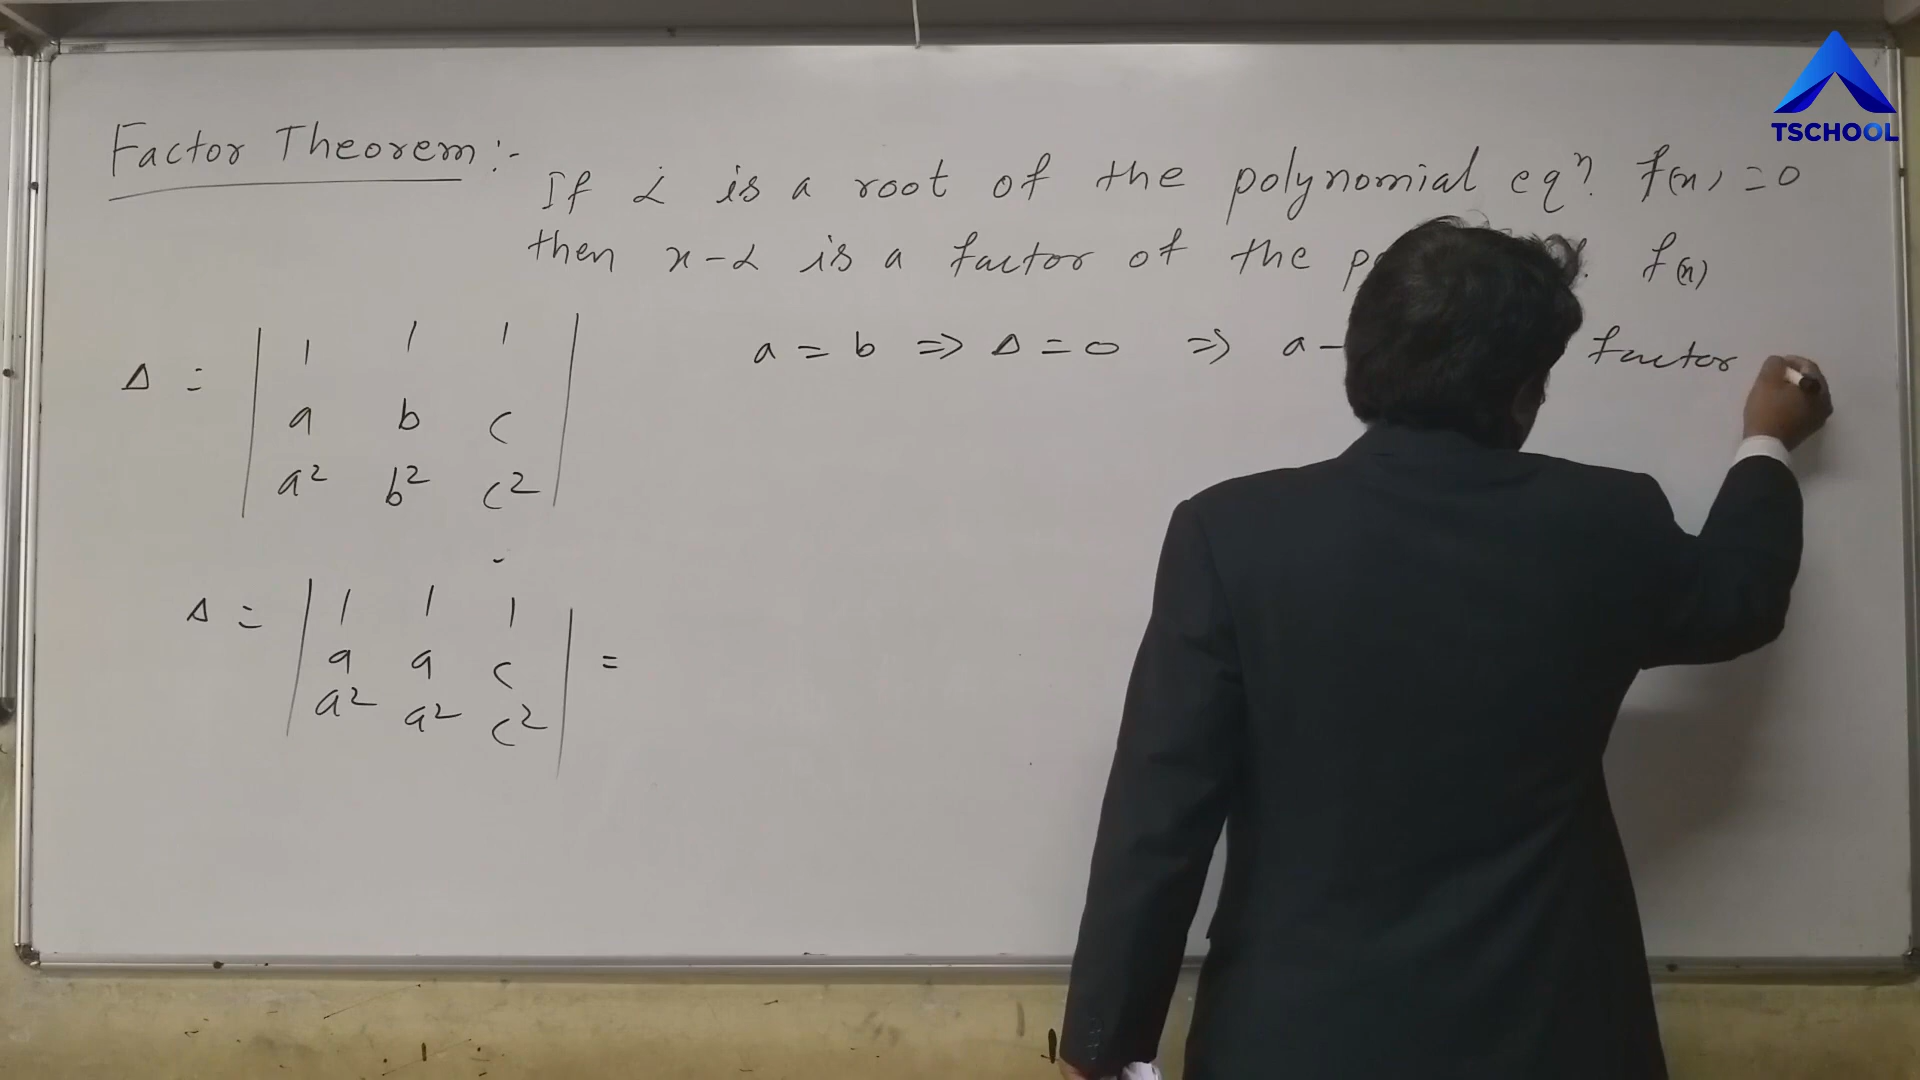 TSCHOOL
Factor Theorem :-
If α is a root of the polynomial eqⁿ. f(x) = 0
then x-α is a factor of the f(x)
Δ = | 1 1 1 |
| a b c |
| a² b² c² |
a = b ⇒ Δ = 0 ⇒ a - factor
Δ = | 1 1 1 |
| a a c | =
| a² a² c² |